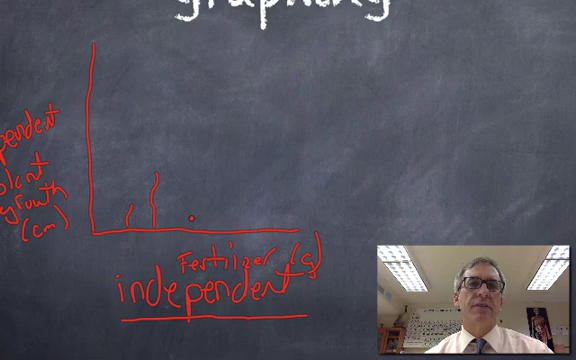 graphing
pendent
plant
growth
(cm)
Fertilizer (g)
independent